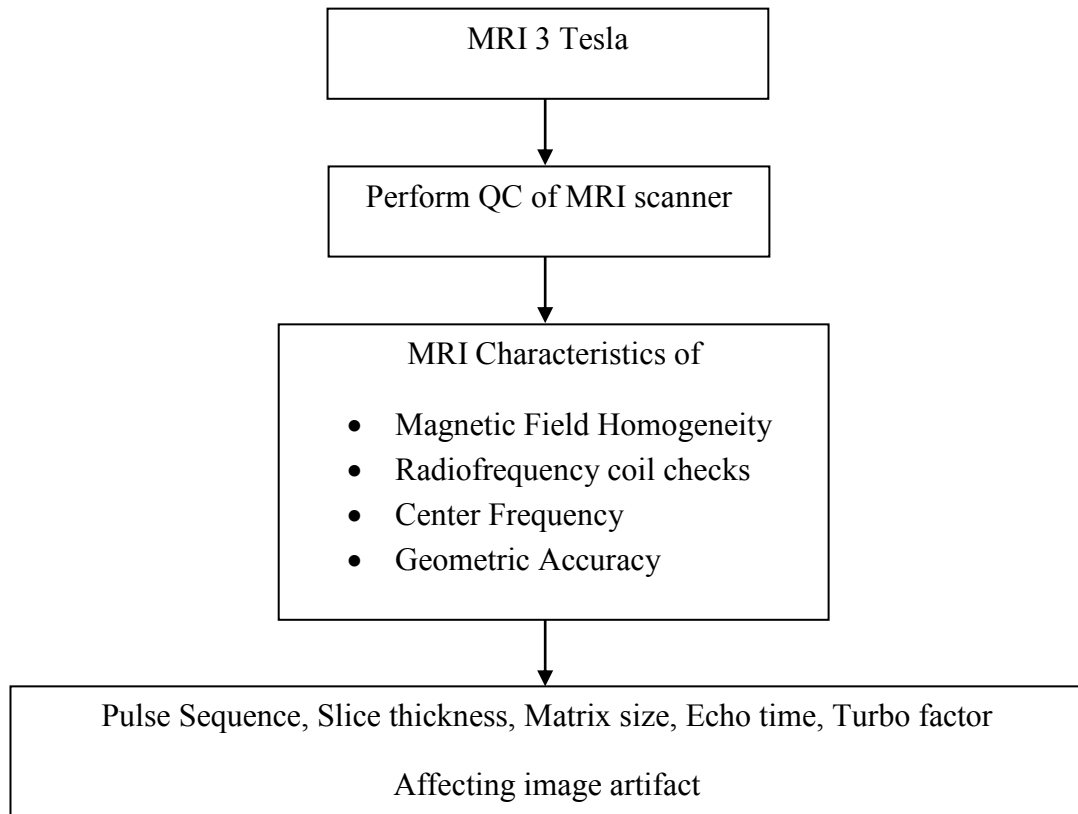 MRI 3 Tesla
Perform QC of MRI scanner
MRI Characteristics of
• Magnetic Field Homogeneity
• Radiofrequency coil checks
• Center Frequency
• Geometric Accuracy
Pulse Sequence, Slice thickness, Matrix size, Echo time, Turbo factor
Affecting image artifact